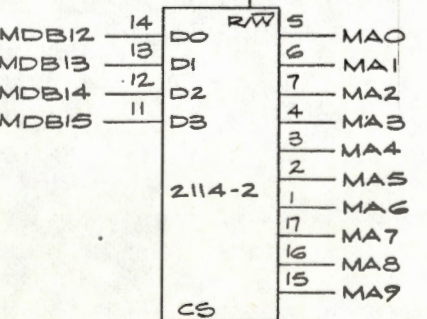 14 R/W 5
MDB12 D0 MA0
13 6
MDB13 D1 MA1
12 7
MDB14 D2 MA2
11 4
MDB15 D3 MA3
3
MA4
2
2114-2 MA5
1
MA6
17
MA7
16
MA8
15
MA9
CS